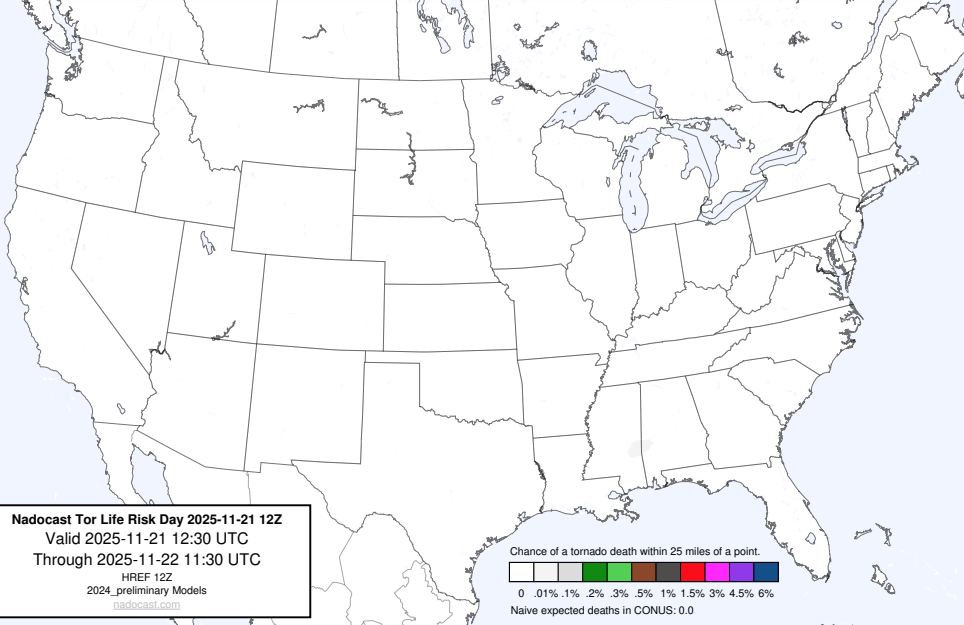 Nadocast Tor Life Risk Day 2025-11-21 12Z
Valid 2025-11-21 12:30 UTC
Through 2025-11-22 11:30 UTC
HREF 12Z
2024_preliminary Models
nadocast.com
Chance of a tornado death within 25 miles of a point.
0 .01% .1% .2% .3% .5% 1% 1.5% 3% 4.5% 6%
Naive expected deaths in CONUS: 0.0